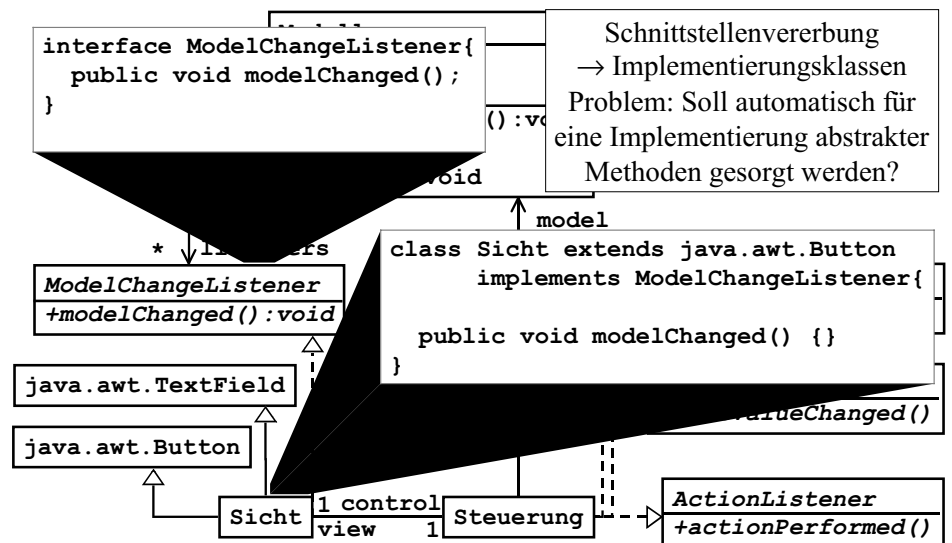 interface ModelChangeListener{
public void modelChanged();
}
Schnittstellenvererbung
→ Implementierungsklassen
Problem: Soll automatisch für
eine Implementierung abstrakter
Methoden gesorgt werden?
model
*
class Sicht extends java.awt.Button
implements ModelChangeListener{
public void modelChanged() {}
}
ModelChangeListener
+modelChanged():void
java.awt.TextField
java.awt.Button
Sicht
1 control
view 1
Steuerung
ActionListener
+actionPerformed()